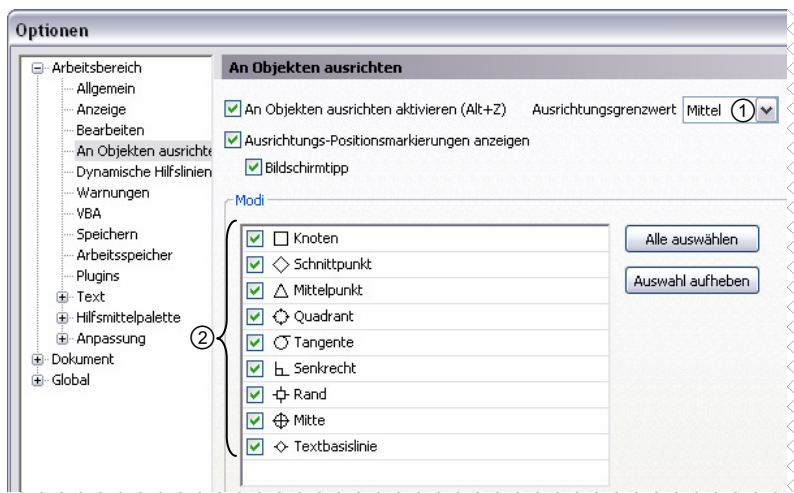 Optionen
Arbeitsbereich
Allgemein
Anzeige
Bearbeiten
An Objekten ausrichte
Dynamische Hilfslinien
Warnungen
VBA
Speichern
Arbeitsspeicher
Plugins
Text
Hilfsmittelpalette
Anpassung
Dokument
Global
An Objekten ausrichten
An Objekten ausrichten aktivieren (Alt+Z) Ausrichtungsgrenzwert Mittel 1
Ausrichtungs-Positionsmarkierungen anzeigen
Bildschirmtipp
Modi
2
Knoten
Schnittpunkt
Mittelpunkt
Quadrant
Tangente
Senkrecht
Rand
Mitte
Textbasislinie
Alle auswählen
Auswahl aufheben